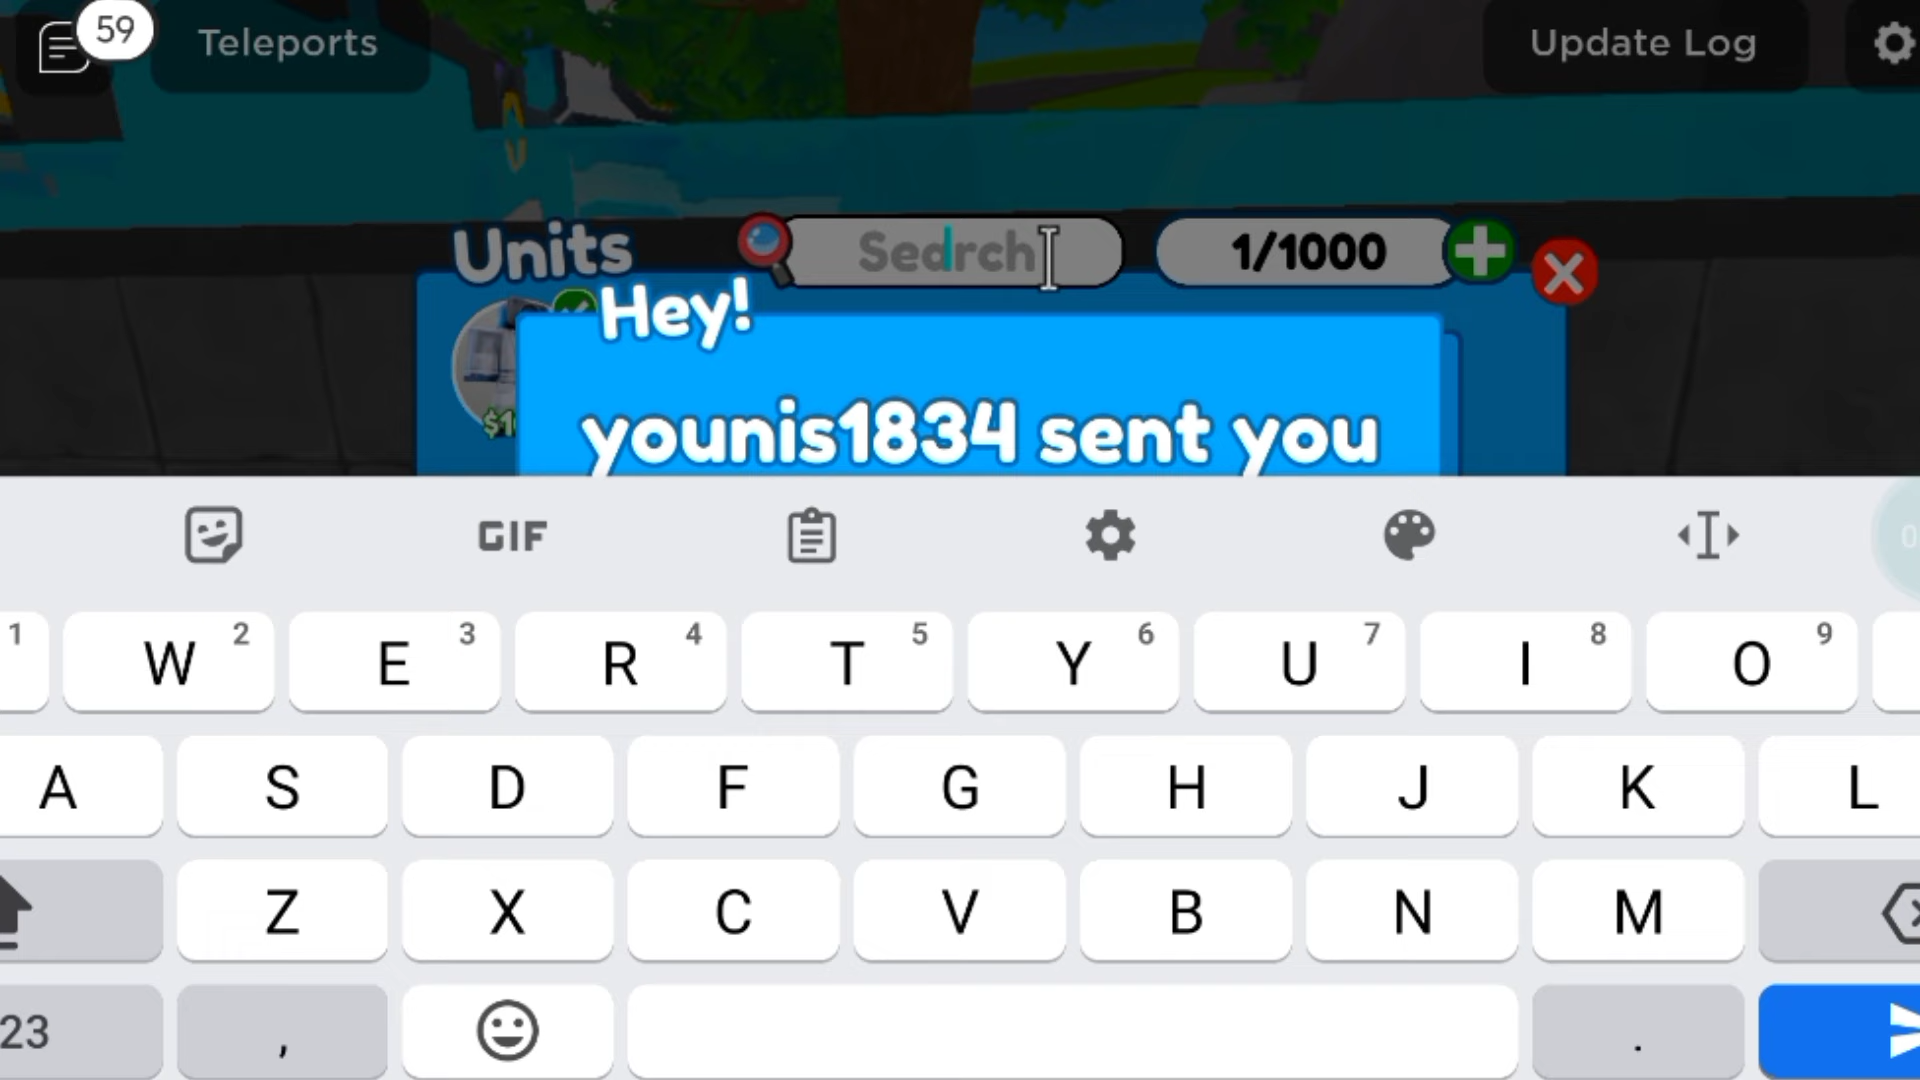 59
Teleports
Update Log
Units
Search
1/1000
Hey!
younis1834 sent you
GIF
1
W 2
E 3
R 4
T 5
Y 6
U 7
I 8
O 9
A
S
D
F
G
H
J
K
L
Z
X
C
V
B
N
M
23
,
.